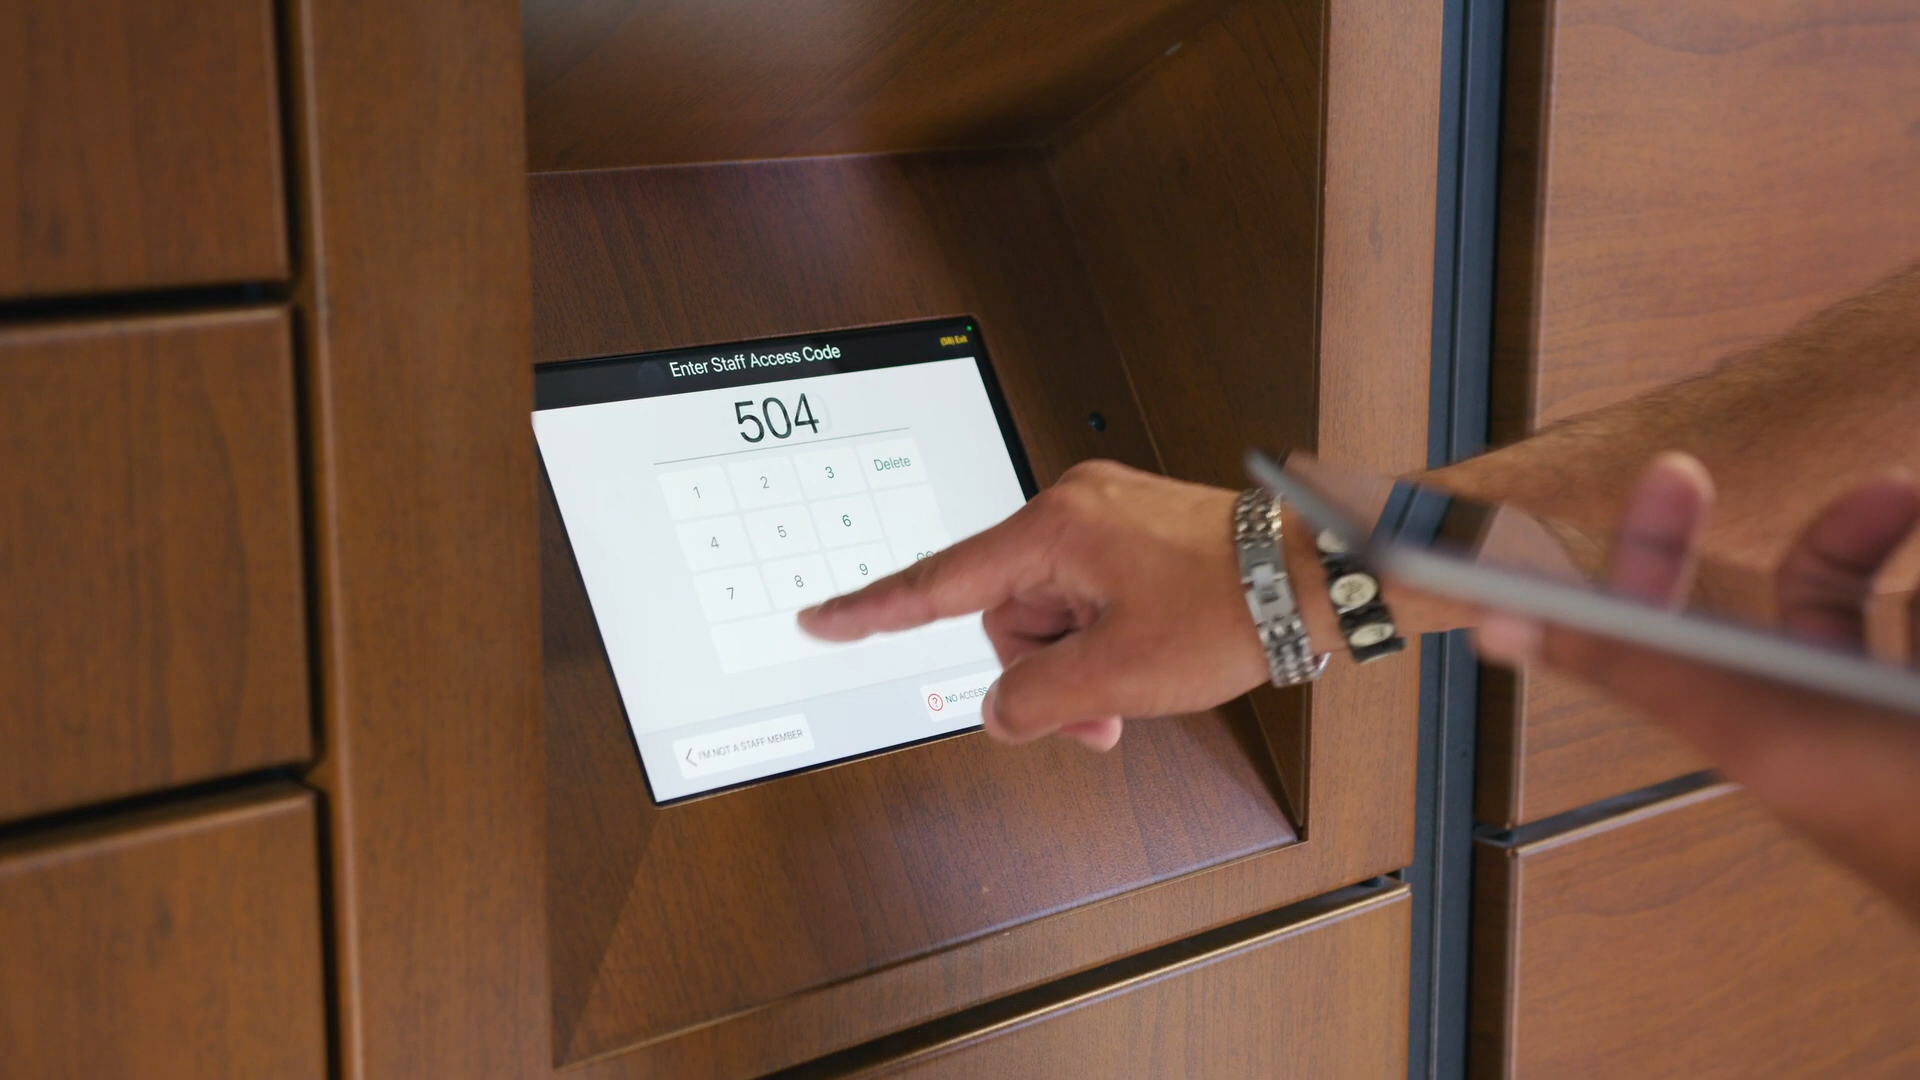 Enter Staff Access Code
504
1 2 3 Delete
4 5 6
7 8 9
NO ACCESS
I'M NOT A STAFF MEMBER